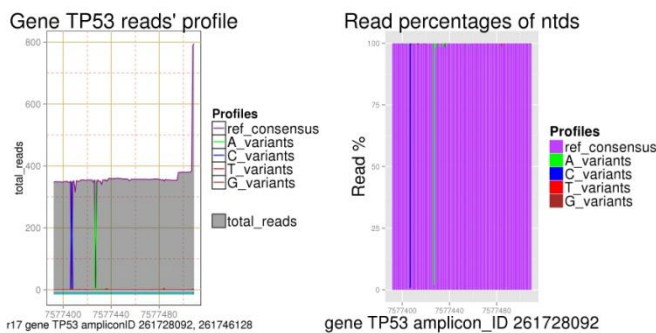 Gene TP53 reads' profile
800
600
400
200
0
total_reads
7577400
7577440
7577480
r17 gene TP53 ampliconID 261728092, 261746128
Profiles
ref_consensus
A_variants
C_variants
T_variants
G_variants
total_reads
Read percentages of ntds
100
75
50
25
0
Read %
7577400
7577440
7577480
gene TP53 amplicon_ID 261728092
Profiles
ref_consensus
A_variants
C_variants
T_variants
G_variants